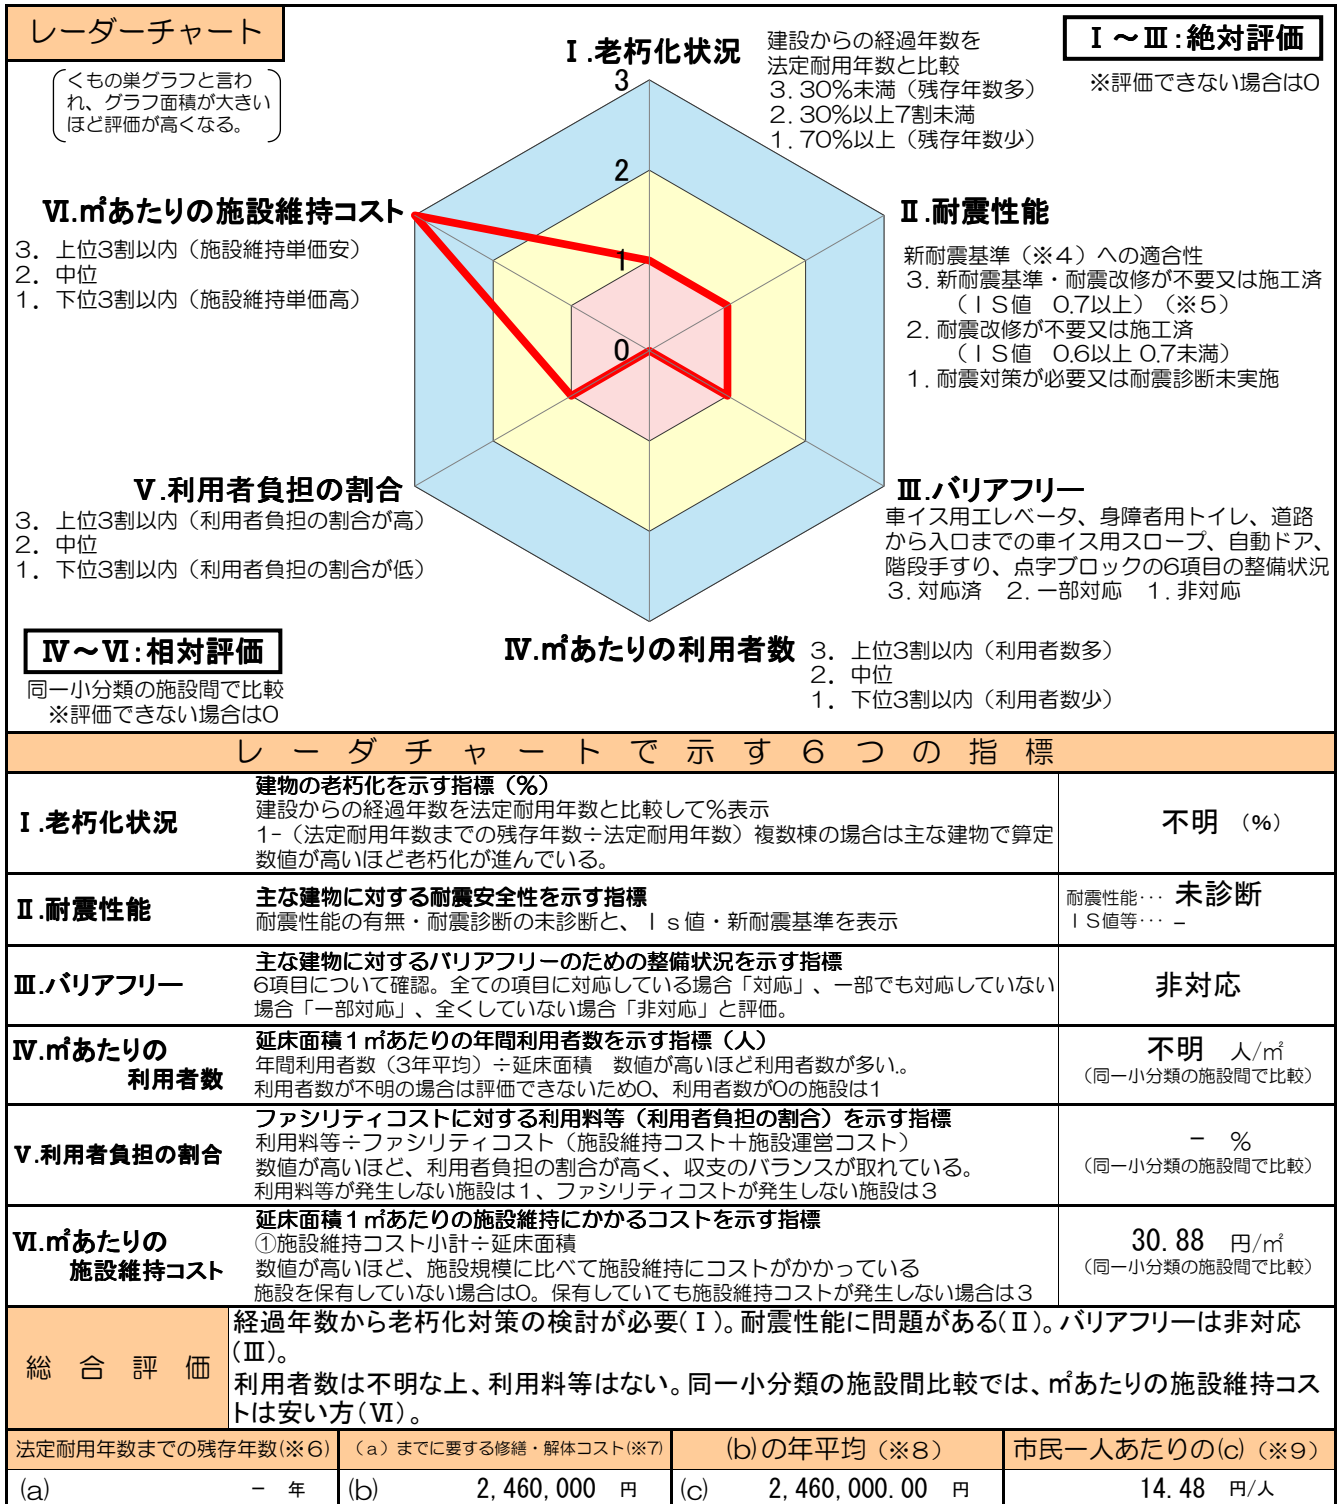 レーダーチャート
くもの巣グラフと言わ
れ、グラフ面積が大きい
ほど評価が高くなる。
Ⅰ～Ⅲ:絶対評価
※評価できない場合は0
Ⅰ.老朽化状況
建設からの経過年数を
法定耐用年数と比較
3. 30%未満（残存年数多）
2. 30%以上7割未満
1. 70%以上（残存年数少）
3
2
1
0
Ⅵ.㎡あたりの施設維持コスト
3. 上位3割以内（施設維持単価安）
2. 中位
1. 下位3割以内（施設維持単価高）
Ⅱ.耐震性能
新耐震基準（※4）への適合性
3. 新耐震基準・耐震改修が不要又は施工済
（ＩＳ値 0.7以上）（※5）
2. 耐震改修が不要又は施工済
（ＩＳ値 0.6以上 0.7未満）
1. 耐震対策が必要又は耐震診断未実施
Ⅴ.利用者負担の割合
3. 上位3割以内（利用者負担の割合が高）
2. 中位
1. 下位3割以内（利用者負担の割合が低）
Ⅲ.バリアフリー
車イス用エレベータ、身障者用トイレ、道路
から入口までの車イス用スロープ、自動ドア、
階段手すり、点字ブロックの6項目の整備状況
3. 対応済 2. 一部対応 1. 非対応
Ⅳ～Ⅵ:相対評価
同一小分類の施設間で比較
※評価できない場合は0
Ⅳ.㎡あたりの利用者数
3. 上位3割以内（利用者数多）
2. 中位
1. 下位3割以内（利用者数少）
レーダチャートで示す6つの指標
Ⅰ.老朽化状況
建物の老朽化を示す指標（%）
建設からの経過年数を法定耐用年数と比較して%表示
1-（法定耐用年数までの残存年数÷法定耐用年数）複数棟の場合は主な建物で算定
数値が高いほど老朽化が進んでいる。
不明 （%）
Ⅱ.耐震性能
主な建物に対する耐震安全性を示す指標
耐震性能の有無・耐震診断の未診断と、Ｉｓ値・新耐震基準を表示
耐震性能… 未診断
ＩＳ値等… －
Ⅲ.バリアフリー
主な建物に対するバリアフリーのための整備状況を示す指標
6項目について確認。全ての項目に対応している場合「対応」、一部でも対応していない
場合「一部対応」、全くしていない場合「非対応」と評価。
非対応
Ⅳ.㎡あたりの
利用者数
延床面積１㎡あたりの年間利用者数を示す指標（人）
年間利用者数（3年平均）÷延床面積 数値が高いほど利用者数が多い。
利用者数が不明の場合は評価できないため0、利用者数が0の施設は1
不明 人/㎡
（同一小分類の施設間で比較）
Ⅴ.利用者負担の割合
ファシリティコストに対する利用料等（利用者負担の割合）を示す指標
利用料等÷ファシリティコスト（施設維持コスト＋施設運営コスト）
数値が高いほど、利用者負担の割合が高く、収支のバランスが取れている。
利用料等が発生しない施設は１、ファシリティコストが発生しない施設は３
－ %
（同一小分類の施設間で比較）
Ⅵ.㎡あたりの
施設維持コスト
延床面積１㎡あたりの施設維持にかかるコストを示す指標
①施設維持コスト小計÷延床面積
数値が高いほど、施設規模に比べて施設維持にコストがかかっている
施設を保有していない場合は0。保有していても施設維持コストが発生しない場合は３
30.88 円/㎡
（同一小分類の施設間で比較）
総合評価
経過年数から老朽化対策の検討が必要(Ⅰ)。耐震性能に問題がある(Ⅱ)。バリアフリーは非対応
(Ⅲ)。
利用者数は不明な上、利用料等はない。同一小分類の施設間比較では、㎡あたりの施設維持コス
トは安い方(Ⅵ)。
法定耐用年数までの残存年数(※6)
（a）までに要する修繕・解体コスト(※7)
(b)の年平均（※8）
市民一人あたりの(c)（※9）
(a) － 年
(b) 2,460,000 円
(c) 2,460,000.00 円
14.48 円/人